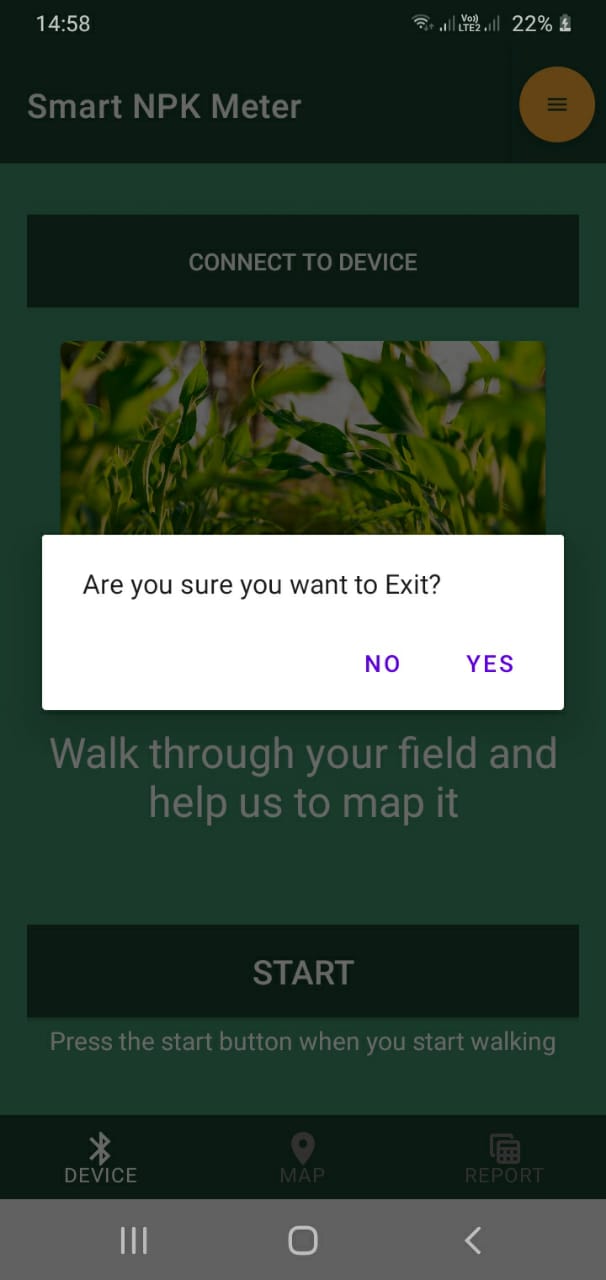 14:58
Vo))
LTE2
22%
Smart NPK Meter
CONNECT TO DEVICE
Are you sure you want to Exit?
NO
YES
Walk through your field and
help us to map it
START
Press the start button when you start walking
DEVICE
MAP
REPORT